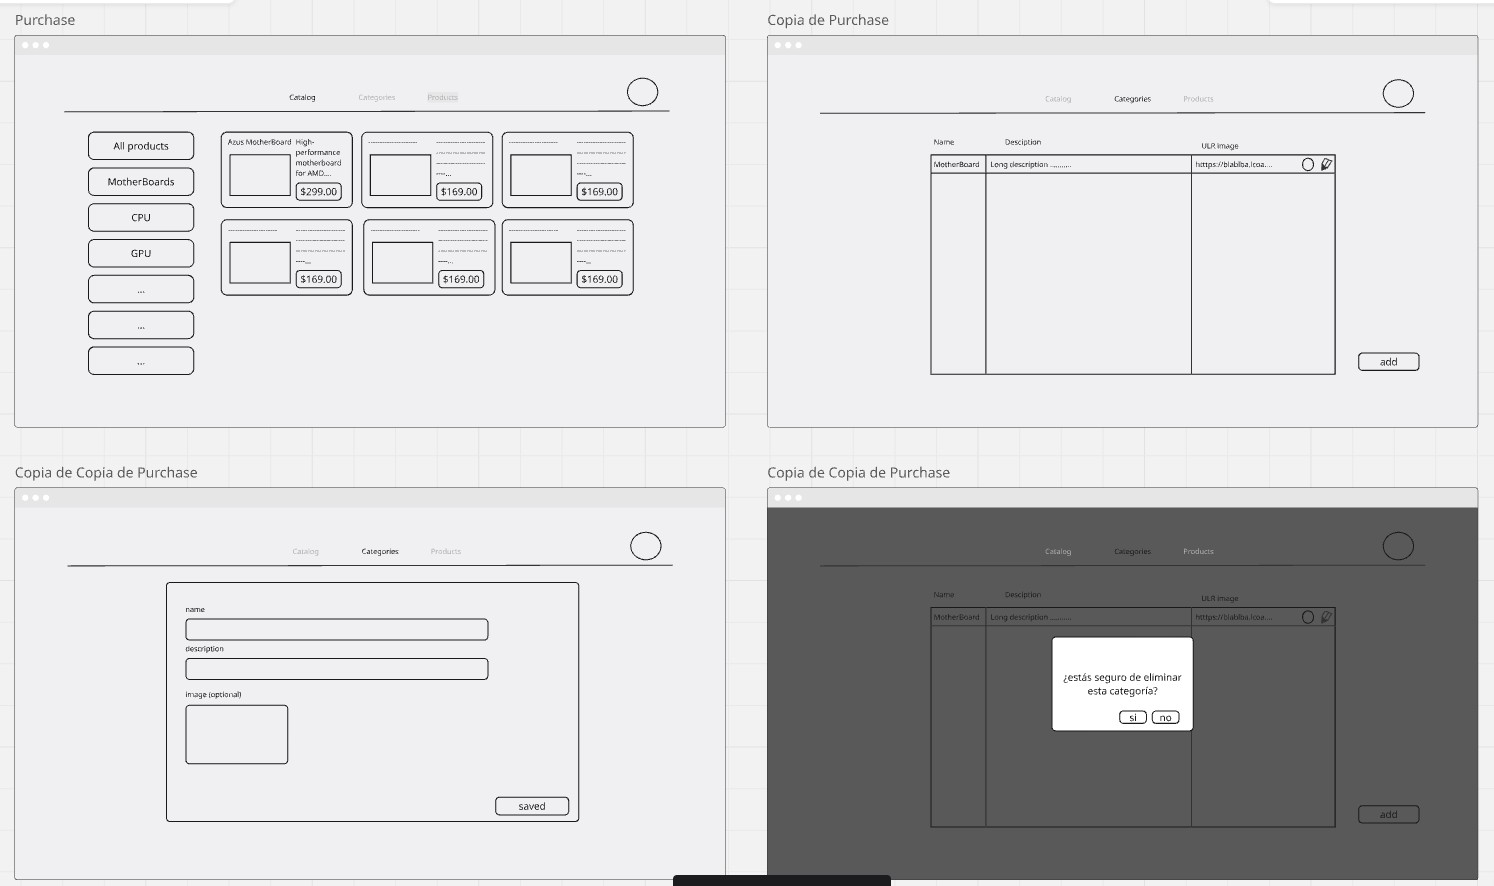 Purchase
Catalog Categories Products
All products
MotherBoards
CPU
GPU
...
...
...
Azus MotherBoard
High-
performance
motherboard
for AMD....
$299.00
$169.00
$169.00
$169.00
$169.00
$169.00
Copia de Purchase
Catalog Categories Products
Name Desciption ULR Image
MotherBoard Long description .......... https://blablba.lcoa....
add
Copia de Copia de Purchase
Catalog Categories Products
name
description
image (optional)
saved
Copia de Copia de Purchase
Catalog Categories Products
Name Desciption ULR Image
MotherBoard Long description .......... https://blablba.lcoa....
¿estás seguro de eliminar
esta categoría?
si no
add